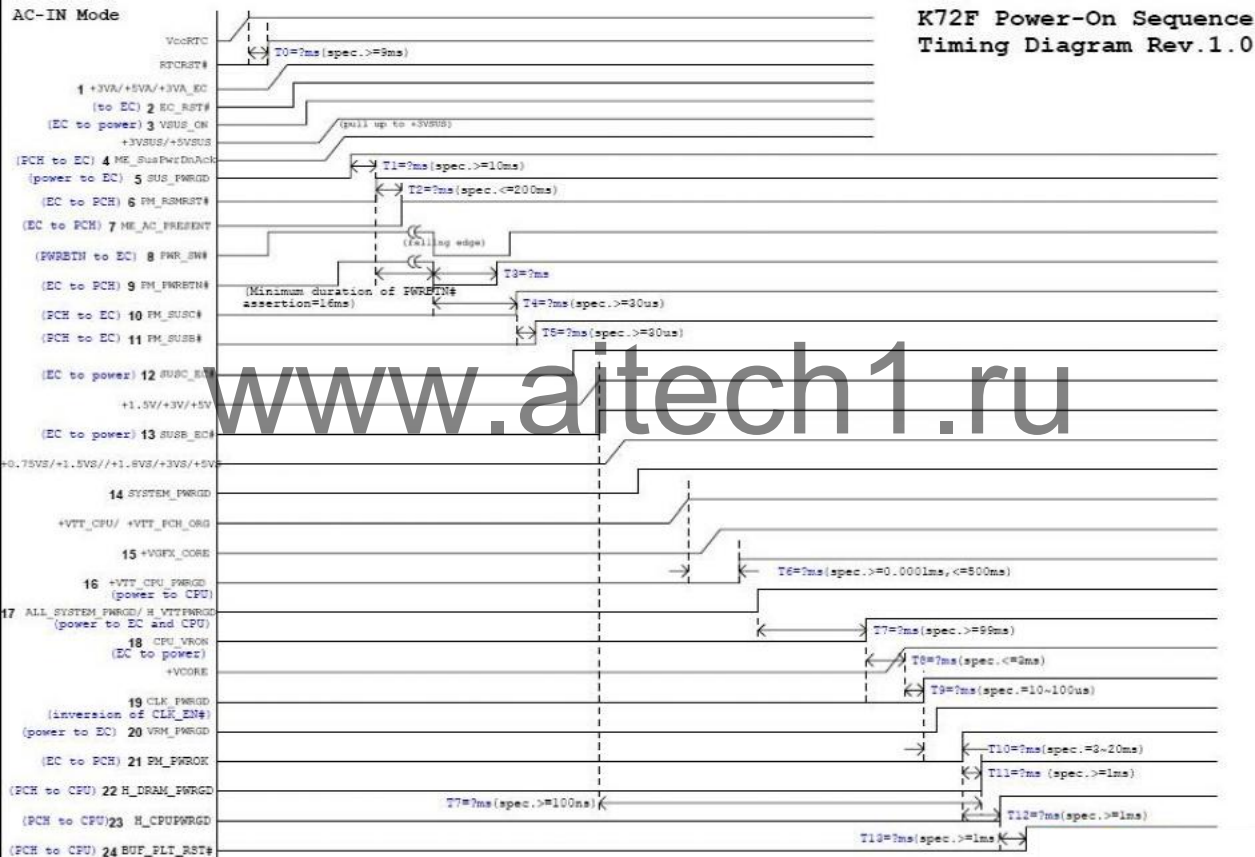 AC-IN Mode
K72F Power-On Sequence
Timing Diagram Rev.1.0
VccRTC
T0=?ms(spec.>=9ms)
RTCRST#
1 +3VA/+5VA/+3VA_EC
(to EC) 2 EC_RST#
(EC to power) 3 VSUS_ON
(pull up to +3VSUS)
+3VSUS/+5VSUS
(PCH to EC) 4 ME_SusPwrDnAck
T1=?ms(spec.>=10ms)
(power to EC) 5 SUS_PWRGD
T2=?ms(spec.<=200ms)
(EC to PCH) 6 PM_RSMRST#
(EC to PCH) 7 ME_AC_PRESENT
(falling edge)
(PWRBTN to EC) 8 PWR_SW#
T3=?ms
(EC to PCH) 9 PM_PWRBTN#
(Minimum duration of PWRBTN#
assertion=16ms)
T4=?ms(spec.>=30us)
(PCH to EC) 10 PM_SUSC#
T5=?ms(spec.>=30us)
(PCH to EC) 11 PM_SUSB#
(EC to power) 12 SUSC_EC#
www.aitech1.ru
+1.5V/+3V/+5V
(EC to power) 13 SUSB_EC#
+0.75VS/+1.5VS//+1.8VS/+3VS/+5VS
14 SYSTEM_PWRGD
+VTT_CPU/ +VTT_PCH_ORG
15 +VGFX_CORE
T6=?ms(spec.>=0.0001ms,<=500ms)
16 +VTT_CPU_PWRGD
(power to CPU)
17 ALL_SYSTEM_PWRGD/ H_VTTPWRGD
(power to EC and CPU)
T7=?ms(spec.>=99ms)
18 CPU_VRON
(EC to power)
T8=?ms(spec.<=3ms)
+VCORE
T9=?ms(spec.=10~100us)
19 CLK_PWRGD
(inversion of CLK_EN#)
(power to EC) 20 VRM_PWRGD
T10=?ms(spec.=3~20ms)
(EC to PCH) 21 PM_PWROK
T11=?ms (spec.>=1ms)
(PCH to CPU) 22 H_DRAM_PWRGD
T7=?ms(spec.>=100ns)
T12=?ms(spec.>=1ms)
(PCH to CPU)23 H_CPUPWRGD
T13=?ms(spec.>=1ms)
(PCH to CPU) 24 BUF_PLT_RST#